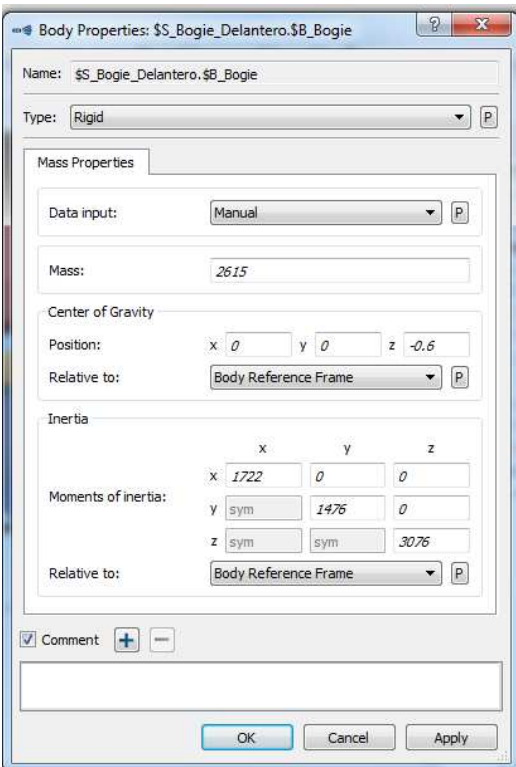 Body Properties: $S_Bogie_Delantero.$B_Bogie
Name: $S_Bogie_Delantero.$B_Bogie
Type: Rigid P
Mass Properties
Data input: Manual P
Mass: 2615
Center of Gravity
Position: x 0 y 0 z -0.6
Relative to: Body Reference Frame P
Inertia
x y z
x 1722 0 0
Moments of inertia:
y sym 1476 0
z sym sym 3076
Relative to: Body Reference Frame P
Comment
OK Cancel Apply